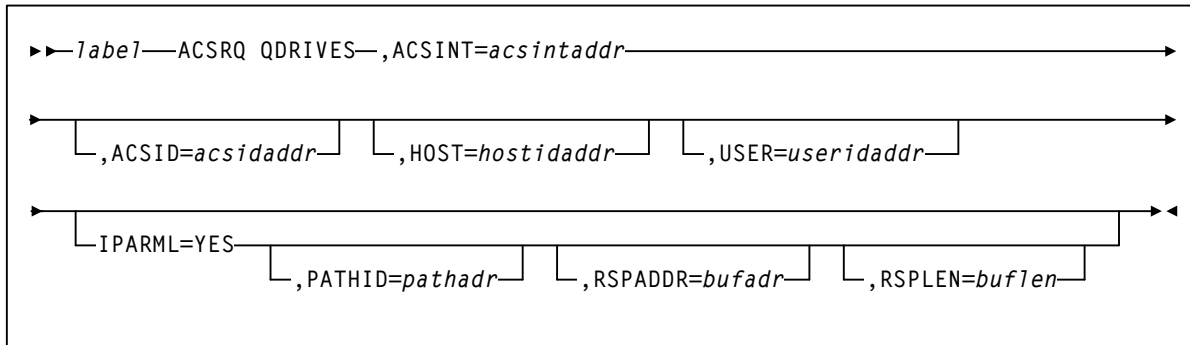 label ACSRQ QDRIVES ,ACSINT=acsintaddr
,ACSID=acsidaddr ,HOST=hostidaddr ,USER=useridaddr
IPARML=YES
,PATHID=pathadr ,RSPADDR=bufadr ,RSPLEN=buflen